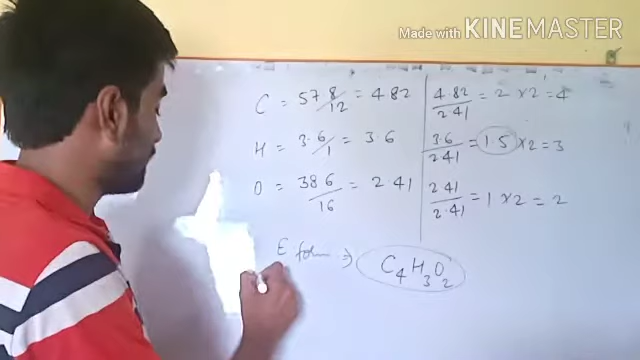 Made with KINEMASTER
C = 57.8/12 = 4.82 4.82/2.41 = 2 ×2 = 4
H = 3.6/1 = 3.6 3.6/2.41 = 1.5 ×2 = 3
O = 38.6/16 = 2.41 2.41/2.41 = 1 ×2 = 2
E form ⇒ C4H3O2